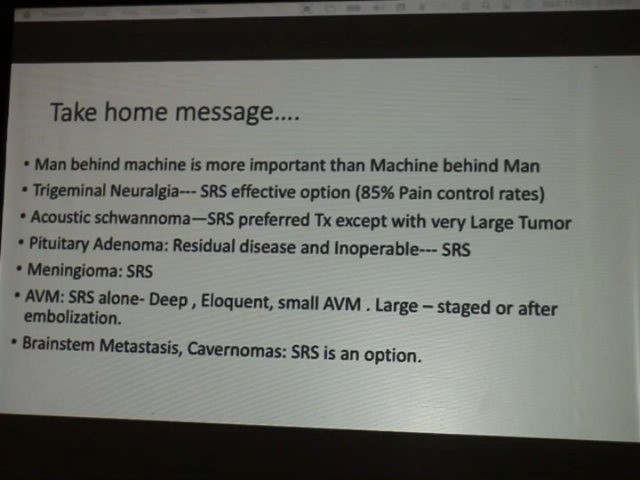 Take home message....
• Man behind machine is more important than Machine behind Man
• Trigeminal Neuralgia--- SRS effective option (85% Pain control rates)
• Acoustic schwannoma—SRS preferred Tx except with very Large Tumor
• Pituitary Adenoma: Residual disease and Inoperable--- SRS
• Meningioma: SRS
• AVM: SRS alone- Deep , Eloquent, small AVM . Large – staged or after
embolization.
• Brainstem Metastasis, Cavernomas: SRS is an option.